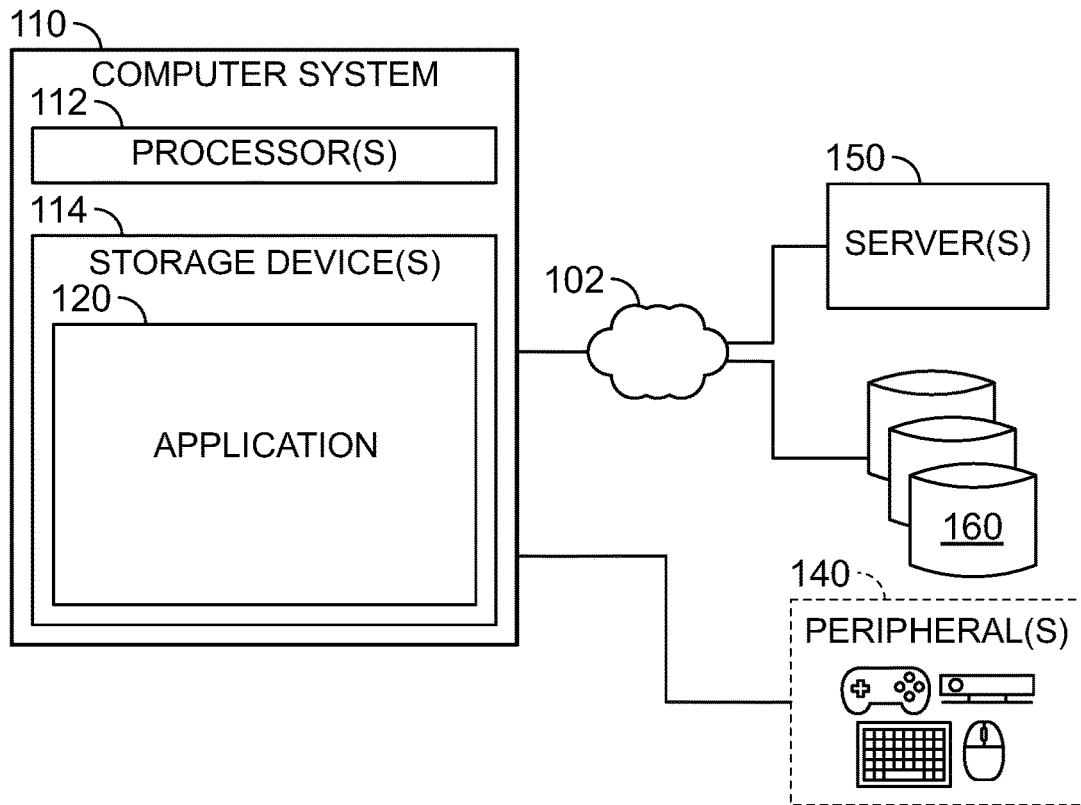 110
COMPUTER SYSTEM
112
PROCESSOR(S)
114
STORAGE DEVICE(S)
120
APPLICATION
102
150
SERVER(S)
160
140
PERIPHERAL(S)